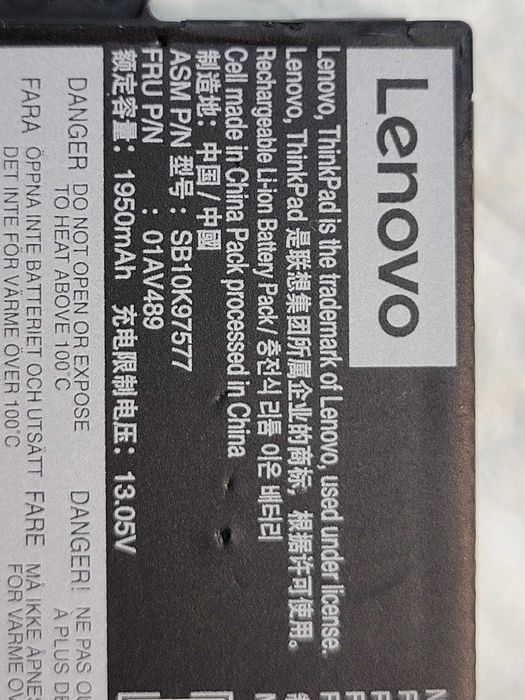 Lenovo
Lenovo, ThinkPad is the trademark of Lenovo, used under license.
Lenovo, ThinkPad 是联想集团所属企业的商标, 根据许可使用。
Rechargeable Li-ion Battery Pack/ 충전식 리튬 이온 배터리
Cell made in China Pack processed in China
制造地: 中国/中國
ASM P/N 型号: SB10K97577
FRU P/N : 01AV489
额定容量: 1950mAh 充电限制电压: 13.05V
DANGER DO NOT OPEN OR EXPOSE
TO HEAT ABOVE 100°C
DANGER! NE PAS
À PLUS
FARA ÖPPNA INTE BATTERIET OCH UTSÄTT
DET INTE FÖR VÄRME ÖVER 100°C
FARE MÅ IKKE
FOR VARME